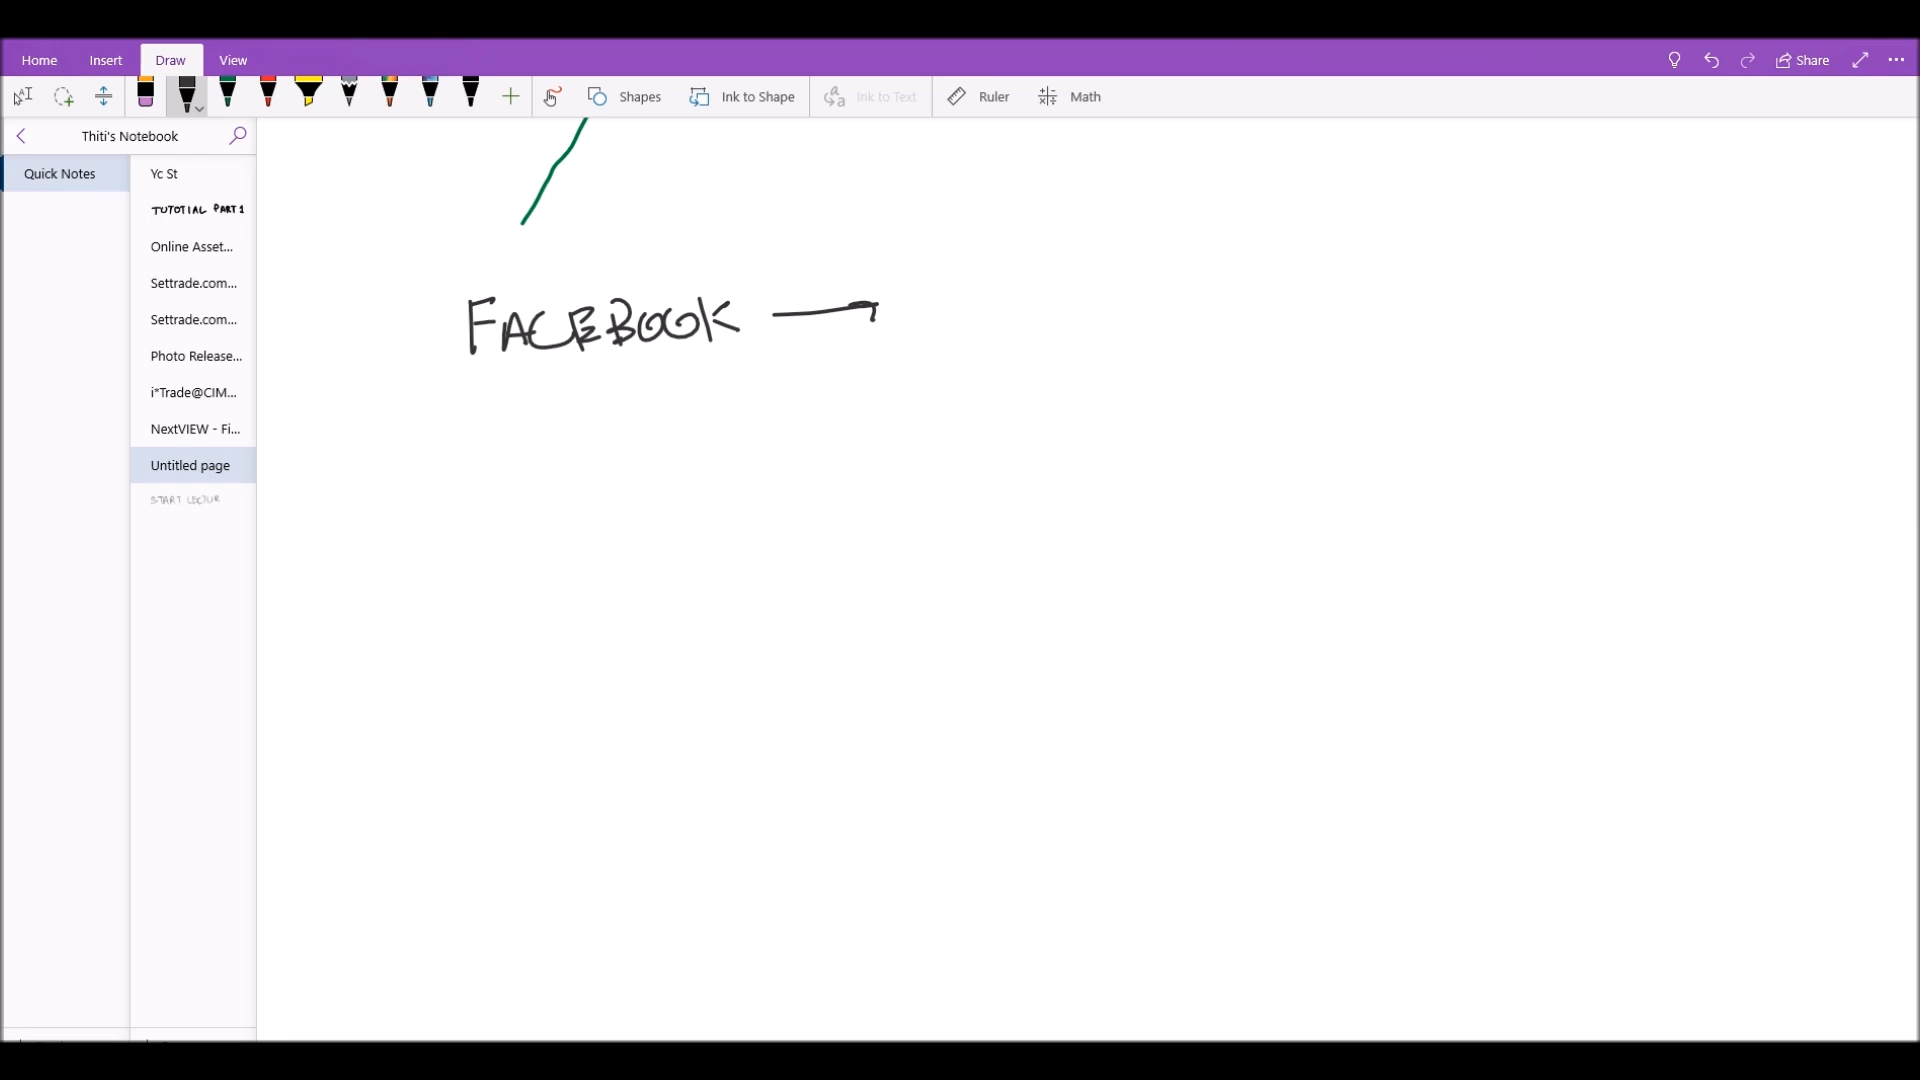 Home Insert Draw View Share
Shapes Ink to Shape Ink to Text Ruler Math
Thiti's Notebook
Quick Notes
Yc St
TUTOTIAL PART 1
Online Asset...
Settrade.com...
Settrade.com...
Photo Release...
i*Trade@CIM...
NextVIEW - Fi...
Untitled page
START LECTUR
FACEBOOK